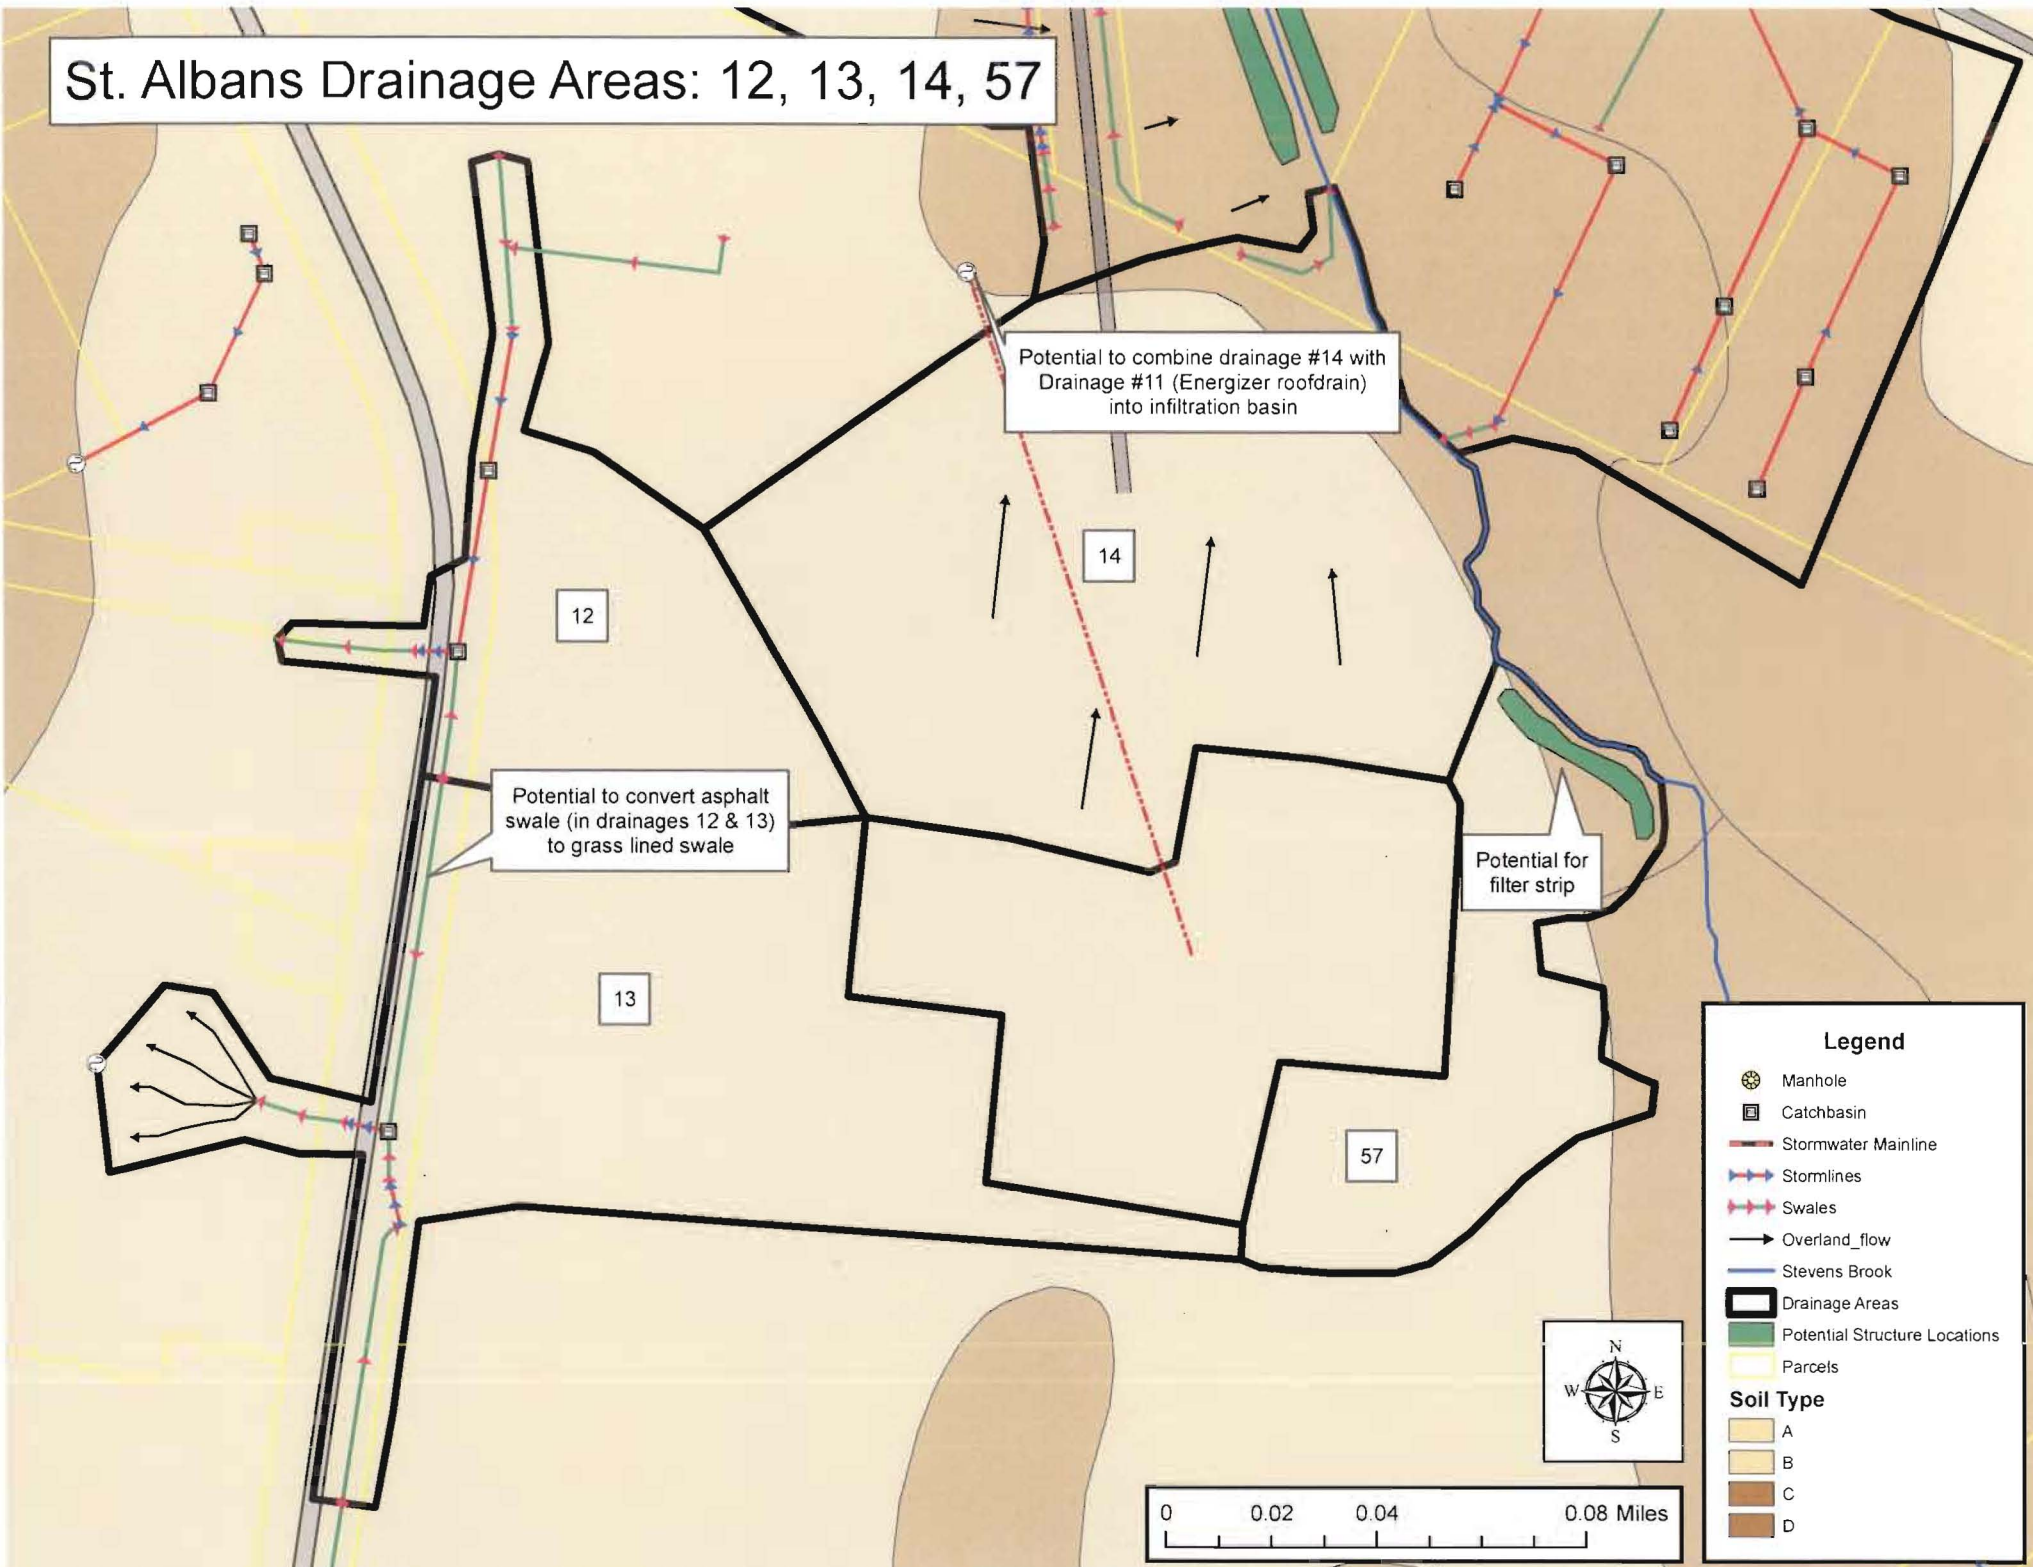 St. Albans Drainage Areas: 12, 13, 14, 57
Potential to combine drainage #14 with
Drainage #11 (Energizer roofdrain)
into infiltration basin
14
12
Potential to convert asphalt
swale (in drainages 12 & 13)
to grass lined swale
Potential for
filter strip
13
57
Legend
Manhole
Catchbasin
Stormwater Mainline
Stormlines
Swales
Overland_flow
Stevens Brook
Drainage Areas
Potential Structure Locations
Parcels
Soil Type
A
B
C
D
N
W E
S
0 0.02 0.04 0.08 Miles